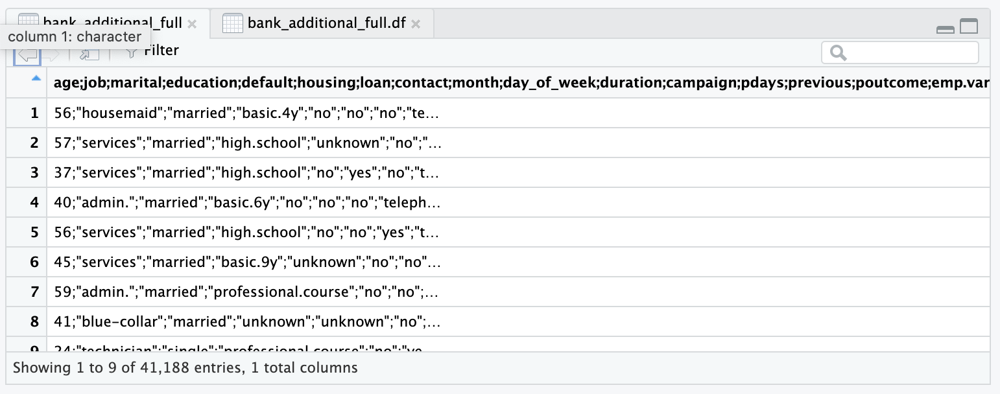 bank_additional_full
bank_additional_full.df
column 1: character
Filter
age;job;marital;education;default;housing;loan;contact;month;day_of_week;duration;campaign;pdays;previous;poutcome;emp.var
1 56;"housemaid";"married";"basic.4y";"no";"no";"no";"te...
2 57;"services";"married";"high.school";"unknown";"no";"...
3 37;"services";"married";"high.school";"no";"yes";"no";"t...
4 40;"admin.";"married";"basic.6y";"no";"no";"no";"teleph...
5 56;"services";"married";"high.school";"no";"no";"yes";"t...
6 45;"services";"married";"basic.9y";"unknown";"no";"no"...
7 59;"admin.";"married";"professional.course";"no";"no";...
8 41;"blue-collar";"married";"unknown";"unknown";"no";...
9 24;"technician";"single";"professional.course";"no";"ye...
Showing 1 to 9 of 41,188 entries, 1 total columns